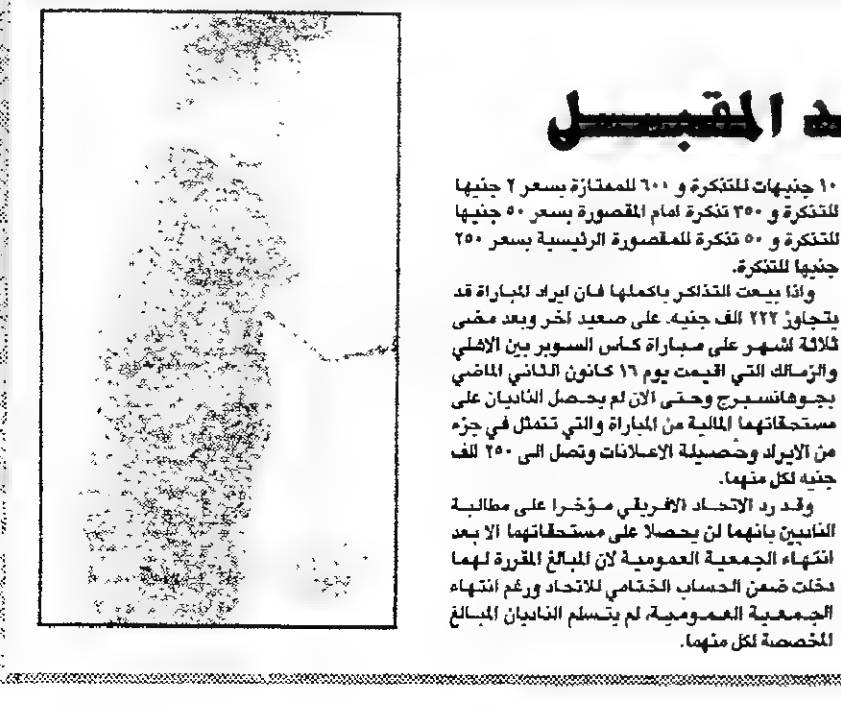 ـد المقبـــــــل
١٠ جنيهات للتذكرة و ٦٠٠ للممتازة بسعر ٢ جنيها
للتذكرة و ٣٥٠ تذكرة امام المقصورة بسعر ٥٠ جنيها
للتذكرة و ٥٠ تذكرة للمقصورة الرئيسية بسعر ٢٥٠
جنيها للتذكرة.
واذا بيعت التذاكر باكملها فان ايراد المباراة قد
يتجاوز ٢٢٢ الف جنيه. على صعيد اخر وبعد مضى
ثلاثة اشهر على مباراة كأس السوبر بين الاهلي
والزمالك التي اقيمت يوم ١٦ كانون الثاني الماضي
بجوهانسبرج وحتى الان لم يحصل الناديان على
مستحقاتهما المالية من المباراة والتي تتمثل في جزء
من الايراد وحصيلة الاعلانات وتصل الى ٢٥٠ الف
جنيه لكل منهما.
وقد رد الاتحاد الافريقي مؤخرا على مطالبة
الناديين بانهما لن يحصلا على مستحقاتهما الا بعد
انتهاء الجمعية العمومية لان المبالغ المقررة لهما
دخلت ضمن الحساب الختامي للاتحاد ورغم انتهاء
الجمعية العمومية، لم يتسلم الناديان المبالغ
المخصصة لكل منهما.